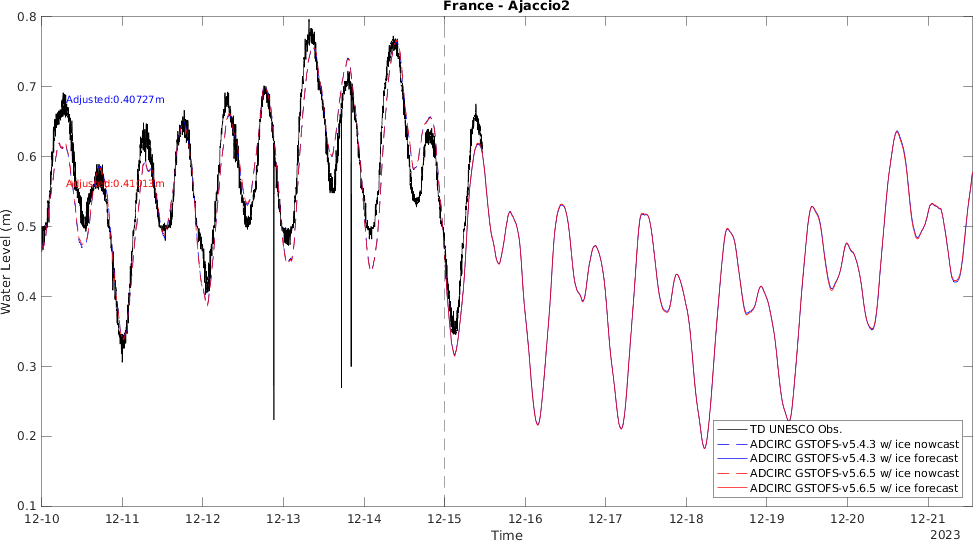 France - Ajaccio2
0.8
0.7
0.6
0.5
0.4
0.3
0.2
0.1
Water Level (m)
Adjusted:0.40727m
Adjusted:0.41013m
TD UNESCO Obs.
ADCIRC GSTOFS-v5.4.3 w/ ice nowcast
ADCIRC GSTOFS-v5.4.3 w/ ice forecast
ADCIRC GSTOFS-v5.6.5 w/ ice nowcast
ADCIRC GSTOFS-v5.6.5 w/ ice forecast
12-10 12-11 12-12 12-13 12-14 12-15 12-16 12-17 12-18 12-19 12-20 12-21
Time
2023